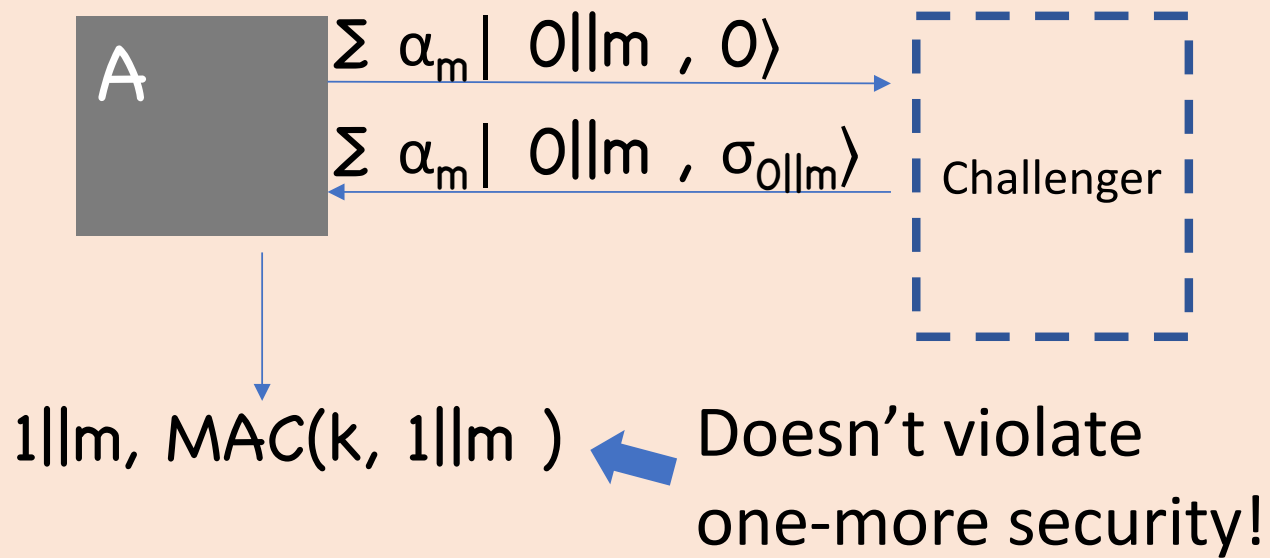 A
∑ αₘ| 0||m , 0⟩
∑ αₘ| 0||m , σ₀||ₘ⟩
Challenger
1||m, MAC(k, 1||m )
Doesn’t violate
one-more security!